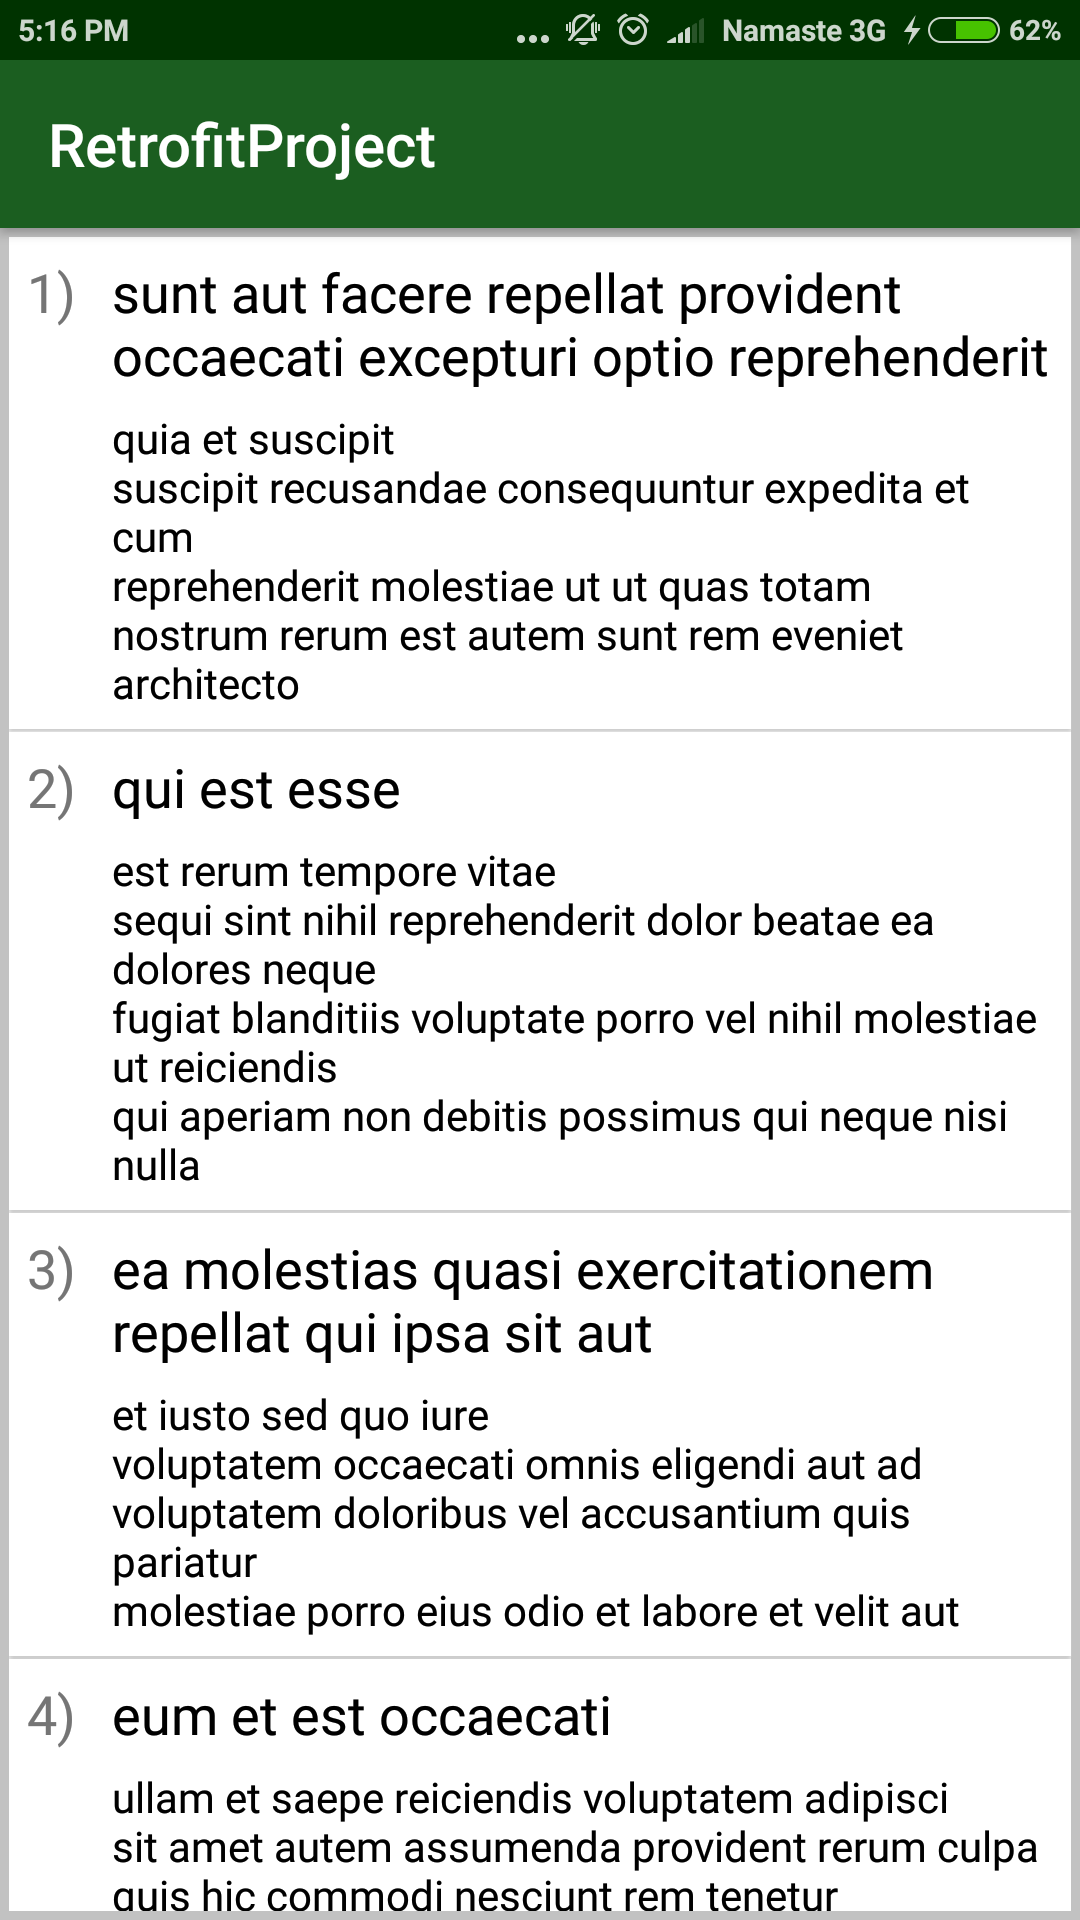 5:16 PM ... Namaste 3G 62%
RetrofitProject
1) sunt aut facere repellat provident
occaecati excepturi optio reprehenderit
quia et suscipit
suscipit recusandae consequuntur expedita et
cum
reprehenderit molestiae ut ut quas totam
nostrum rerum est autem sunt rem eveniet
architecto
2) qui est esse
est rerum tempore vitae
sequi sint nihil reprehenderit dolor beatae ea
dolores neque
fugiat blanditiis voluptate porro vel nihil molestiae
ut reiciendis
qui aperiam non debitis possimus qui neque nisi
nulla
3) ea molestias quasi exercitationem
repellat qui ipsa sit aut
et iusto sed quo iure
voluptatem occaecati omnis eligendi aut ad
voluptatem doloribus vel accusantium quis
pariatur
molestiae porro eius odio et labore et velit aut
4) eum et est occaecati
ullam et saepe reiciendis voluptatem adipisci
sit amet autem assumenda provident rerum culpa
quis hic commodi nesciunt rem tenetur